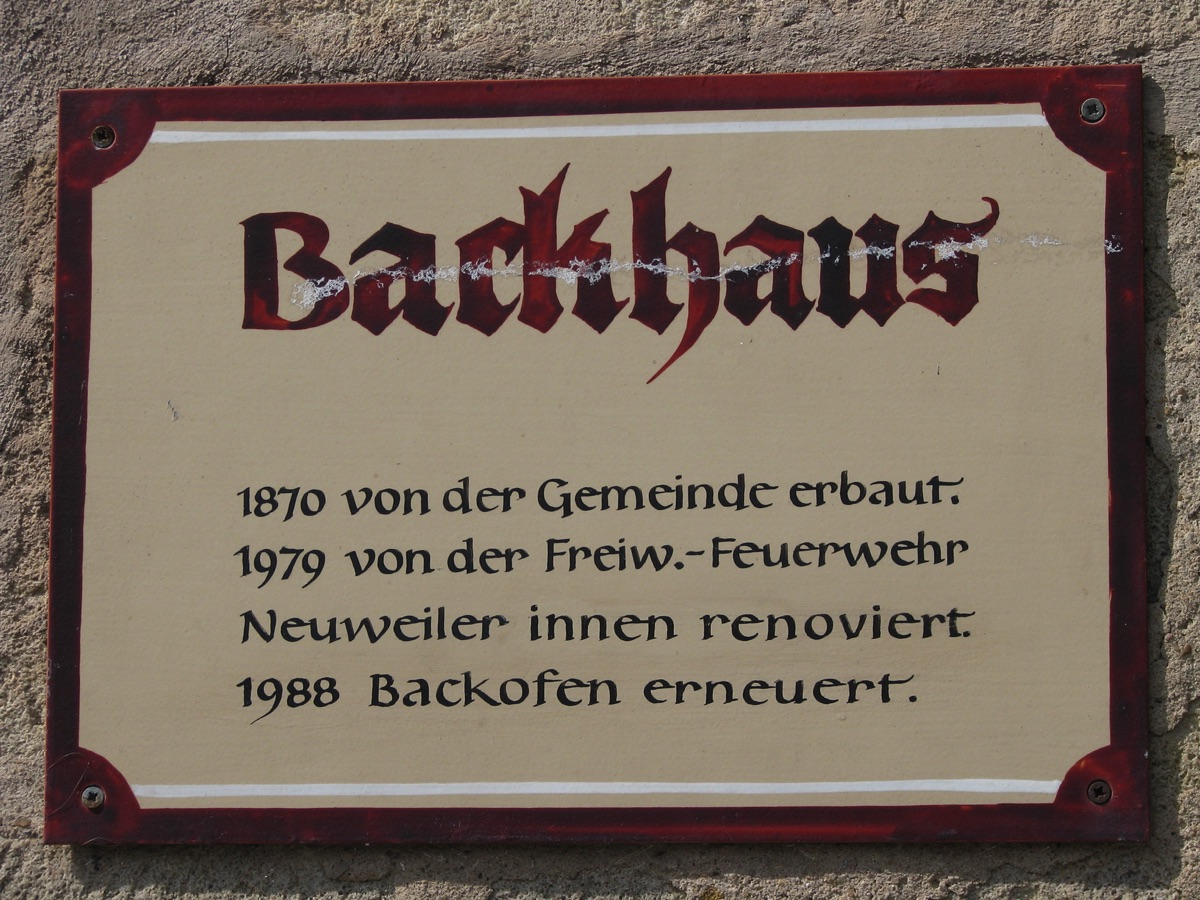 Backhaus
1870 von der Gemeinde erbaut.
1979 von der Freiw.-Feuerwehr
Neuweiler innen renoviert.
1988 Backofen erneuert.